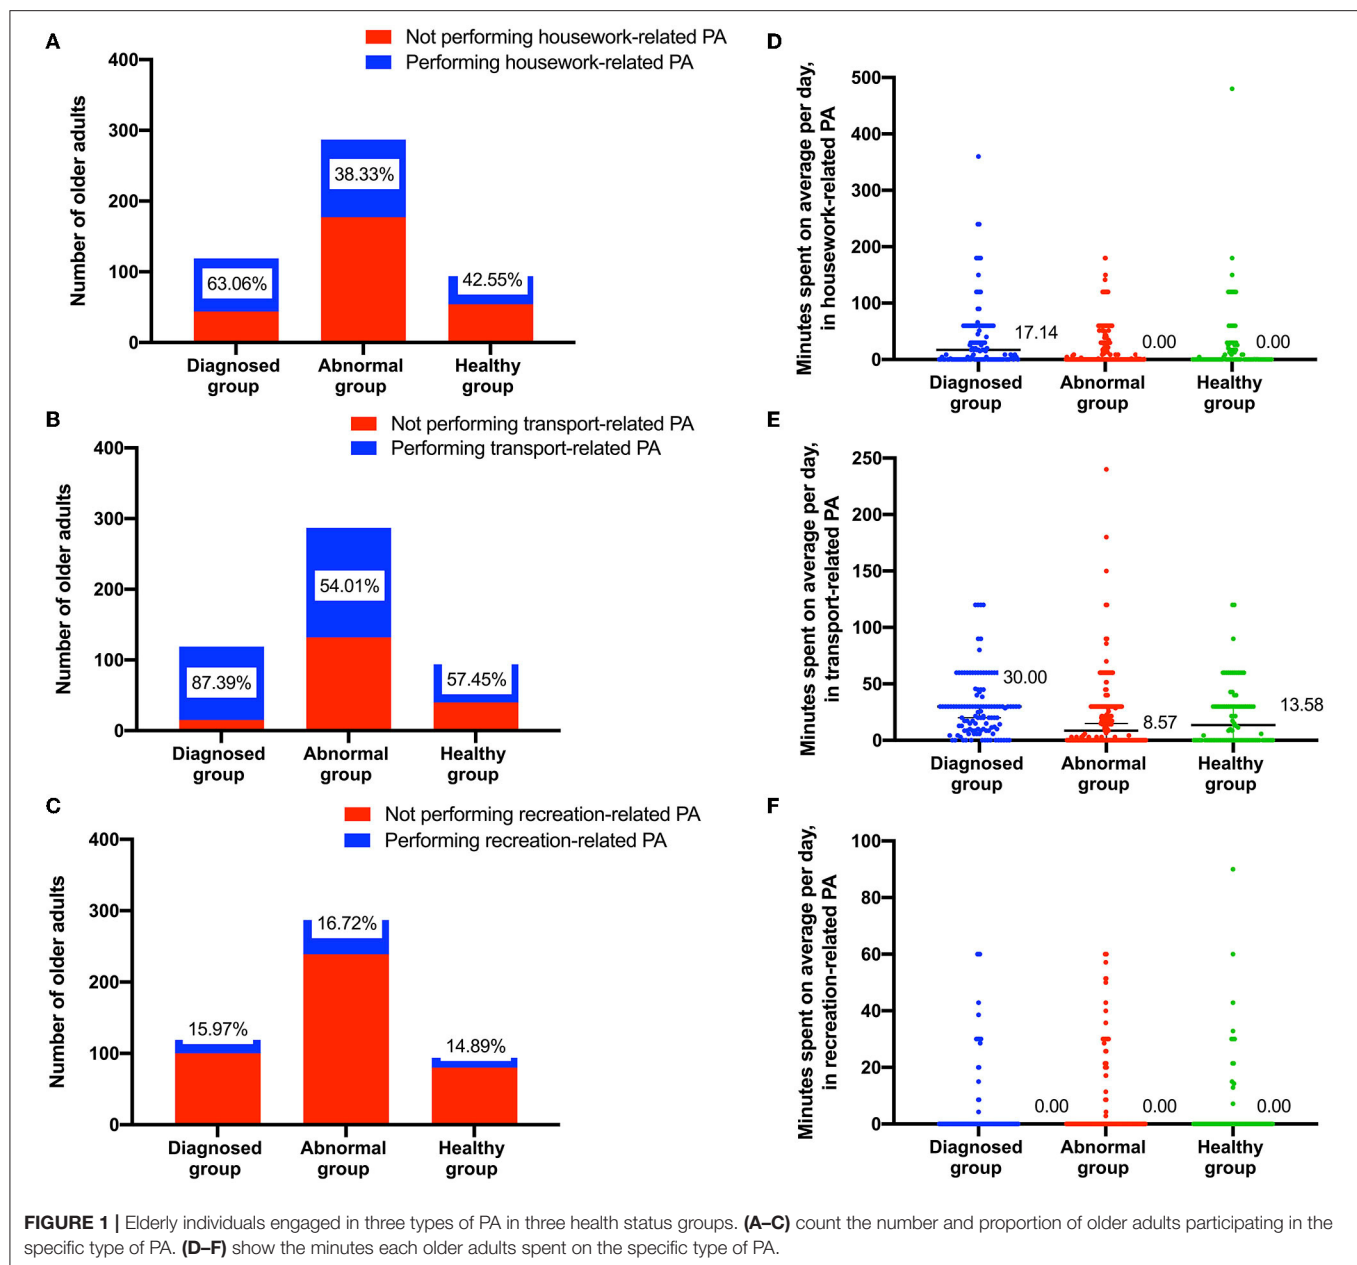 A
Not performing housework-related PA
Performing housework-related PA
Number of older adults
400
300
200
100
0
63.06%
38.33%
42.55%
Diagnosed group
Abnormal group
Healthy group
D
Minutes spent on average per day,
in housework-related PA
500
400
300
200
100
0
17.14
0.00
0.00
Diagnosed group
Abnormal group
Healthy group
B
Not performing transport-related PA
Performing transport-related PA
Number of older adults
400
300
200
100
0
87.39%
54.01%
57.45%
Diagnosed group
Abnormal group
Healthy group
E
Minutes spent on average per day,
in transport-related PA
250
200
150
100
50
0
30.00
8.57
13.58
Diagnosed group
Abnormal group
Healthy group
C
Not performing recreation-related PA
Performing recreation-related PA
Number of older adults
400
300
200
100
0
15.97%
16.72%
14.89%
Diagnosed group
Abnormal group
Healthy group
F
Minutes spent on average per day,
in recreation-related PA
100
80
60
40
20
0
0.00
0.00
0.00
Diagnosed group
Abnormal group
Healthy group
FIGURE 1 | Elderly individuals engaged in three types of PA in three health status groups. (A–C) count the number and proportion of older adults participating in the
specific type of PA. (D–F) show the minutes each older adults spent on the specific type of PA.